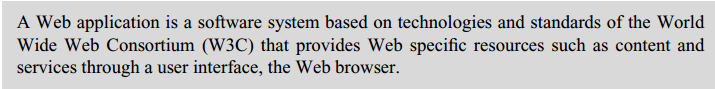 A Web application is a software system based on technologies and standards of the World
Wide Web Consortium (W3C) that provides Web specific resources such as content and
services through a user interface, the Web browser.